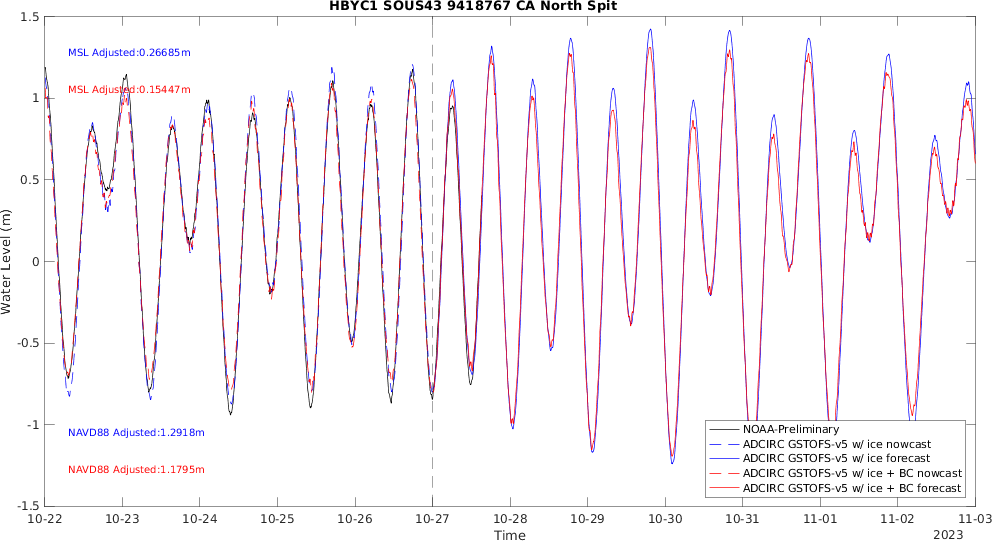 HBYC1 SOUS43 9418767 CA North Spit
1.5
MSL Adjusted:0.26685m
MSL Adjusted:0.15447m
1
0.5
0
Water Level (m)
-0.5
-1
NAVD88 Adjusted:1.2918m
NAVD88 Adjusted:1.1795m
-1.5
NOAA-Preliminary
ADCIRC GSTOFS-v5 w/ ice nowcast
ADCIRC GSTOFS-v5 w/ ice forecast
ADCIRC GSTOFS-v5 w/ ice + BC nowcast
ADCIRC GSTOFS-v5 w/ ice + BC forecast
10-22 10-23 10-24 10-25 10-26 10-27 10-28 10-29 10-30 10-31 11-01 11-02 11-03
Time
2023